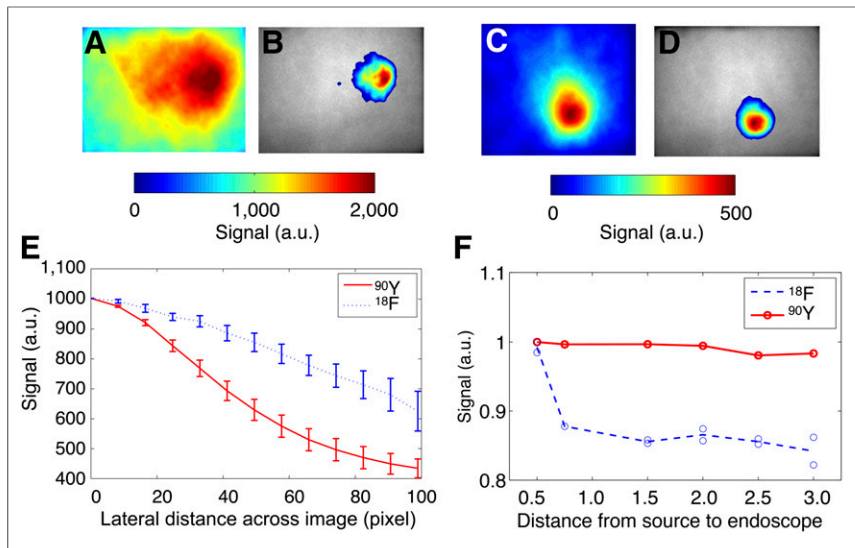 A
B
C
D
0 1,000 2,000
Signal (a.u.)
0 500
Signal (a.u.)
E
1,100
1000
900
800
700
600
500
400
Signal (a.u.)
⁹⁰Y
¹⁸F
0 20 40 60 80 100
Lateral distance across image (pixel)
F
1.1
1
0.9
0.8
Signal (a.u.)
¹⁸F
⁹⁰Y
0.5 1.0 1.5 2.0 2.5 3.0
Distance from source to endoscope